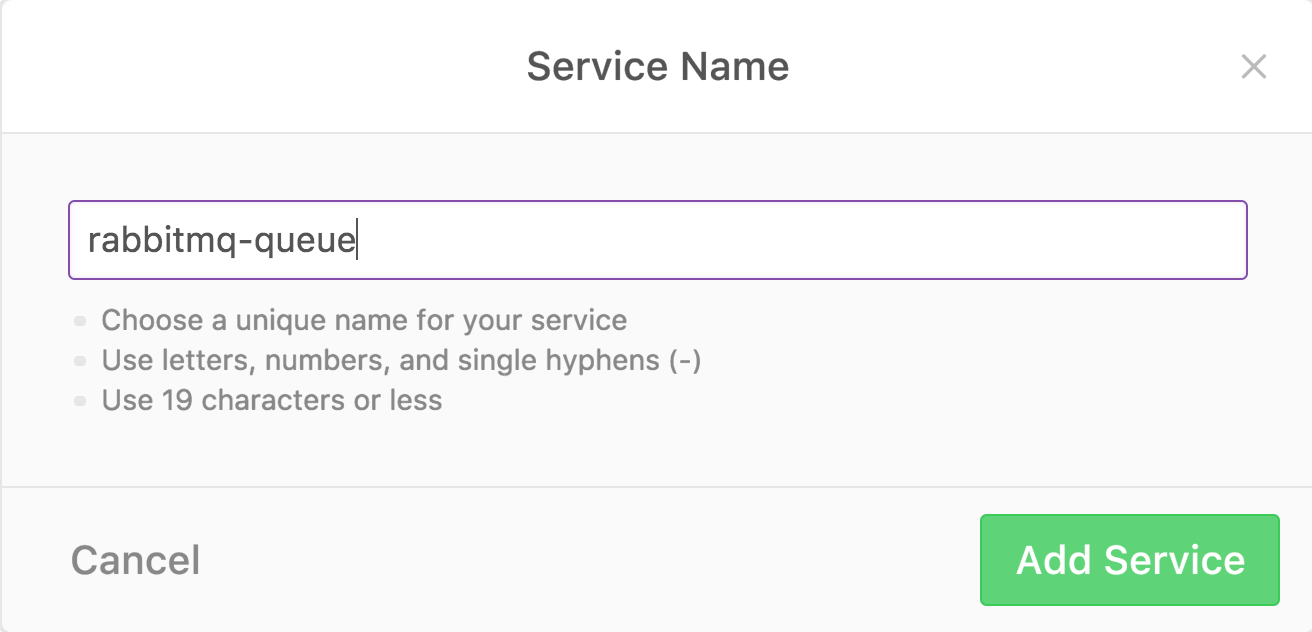 Service Name
rabbitmq-queue
Choose a unique name for your service
Use letters, numbers, and single hyphens (-)
Use 19 characters or less
Cancel
Add Service